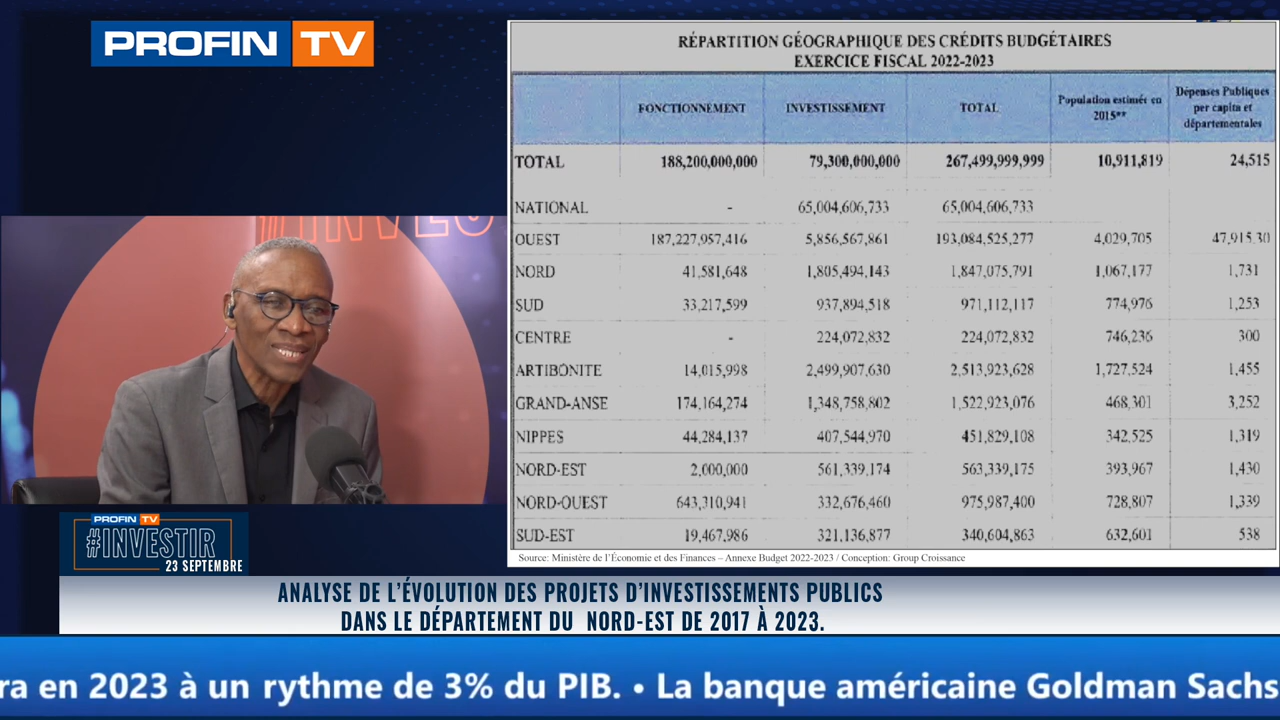 PROFIN TV
RÉPARTITION GÉOGRAPHIQUE DES CRÉDITS BUDGÉTAIRES
EXERCICE FISCAL 2022-2023
FONCTIONNEMENT INVESTISSEMENT TOTAL Population estimée en 2015** Dépenses Publiques per capita et départementales
TOTAL 188,200,000,000 79,300,000,000 267,499,999,999 10,911,819 24,515
NATIONAL - 65,004,606,733 65,004,606,733
OUEST 187,227,957,416 5,856,567,861 193,084,525,277 4,029,705 47,915.30
NORD 41,581,648 1,805,494,143 1,847,075,791 1,067,177 1,731
SUD 33,217,599 937,894,518 971,112,117 774,976 1,253
CENTRE - 224,072,832 224,072,832 746,236 300
ARTIBONITE 14,015,998 2,499,907,630 2,513,923,628 1,727,524 1,455
GRAND-ANSE 174,164,274 1,348,758,802 1,522,923,076 468,301 3,252
NIPPES 44,284,137 407,544,970 451,829,108 342,525 1,319
NORD-EST 2,000,000 561,339,174 563,339,175 393,967 1,430
NORD-OUEST 643,310,941 332,676,460 975,987,400 728,807 1,339
SUD-EST 19,467,986 321,136,877 340,604,863 632,601 538
Source: Ministère de l'Économie et des Finances – Annexe Budget 2022-2023 / Conception: Group Croissance
PROFIN TV
#INVESTIR
23 SEPTEMBRE
ANALYSE DE L'ÉVOLUTION DES PROJETS D'INVESTISSEMENTS PUBLICS
DANS LE DÉPARTEMENT DU NORD-EST DE 2017 À 2023.
ra en 2023 à un rythme de 3% du PIB. • La banque américaine Goldman Sachs